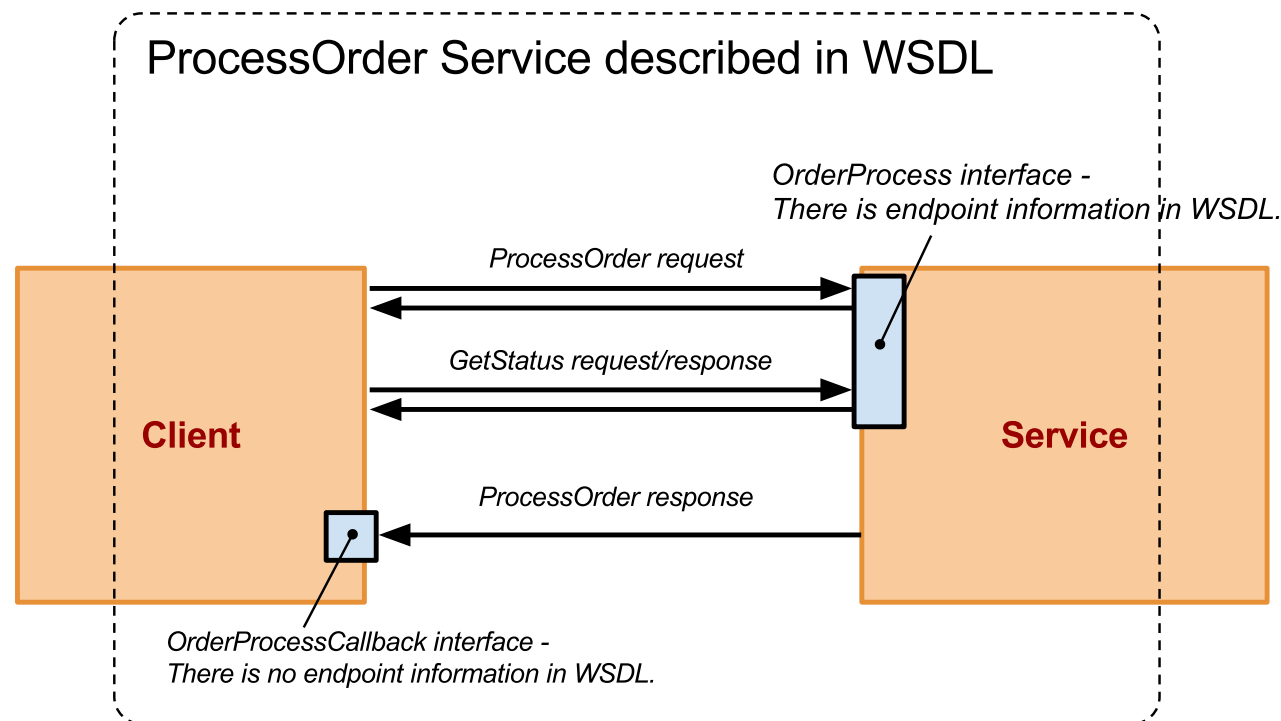 ProcessOrder Service described in WSDL
OrderProcess interface -
There is endpoint information in WSDL.
ProcessOrder request
GetStatus request/response
Client
Service
ProcessOrder response
OrderProcessCallback interface -
There is no endpoint information in WSDL.